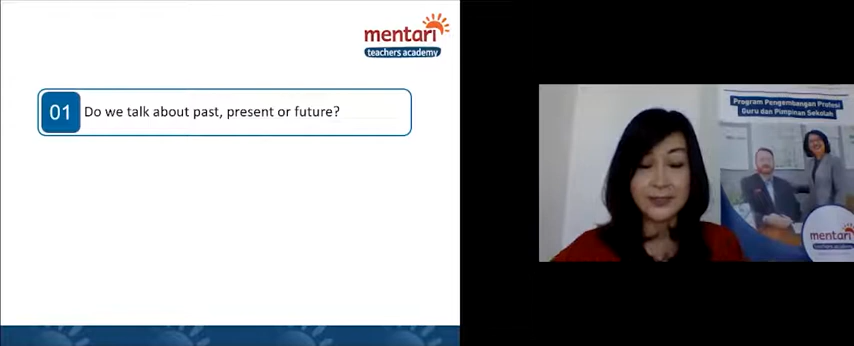 mentari
teachers academy
01 Do we talk about past, present or future?
Program Pengembangan Profesi
Guru dan Pimpinan Sekolah
mentari
teachers academy